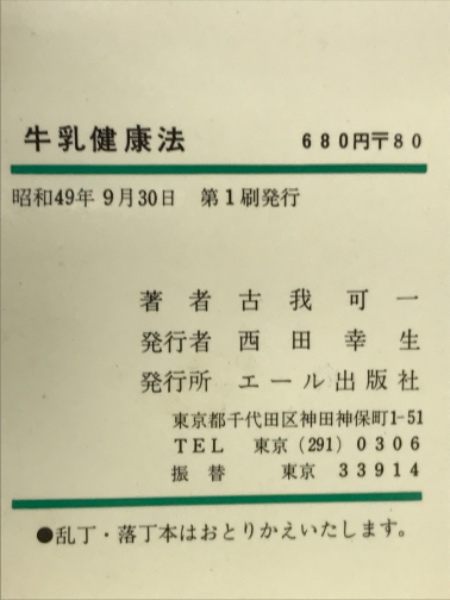 牛乳健康法 680円〒80
昭和49年9月30日 第1刷発行
著者 古我可一
発行者 西田幸生
発行所 エール出版社
東京都千代田区神田神保町1-51
TEL 東京(291)0306
振替 東京 33914
●乱丁・落丁本はおとりかえいたします。